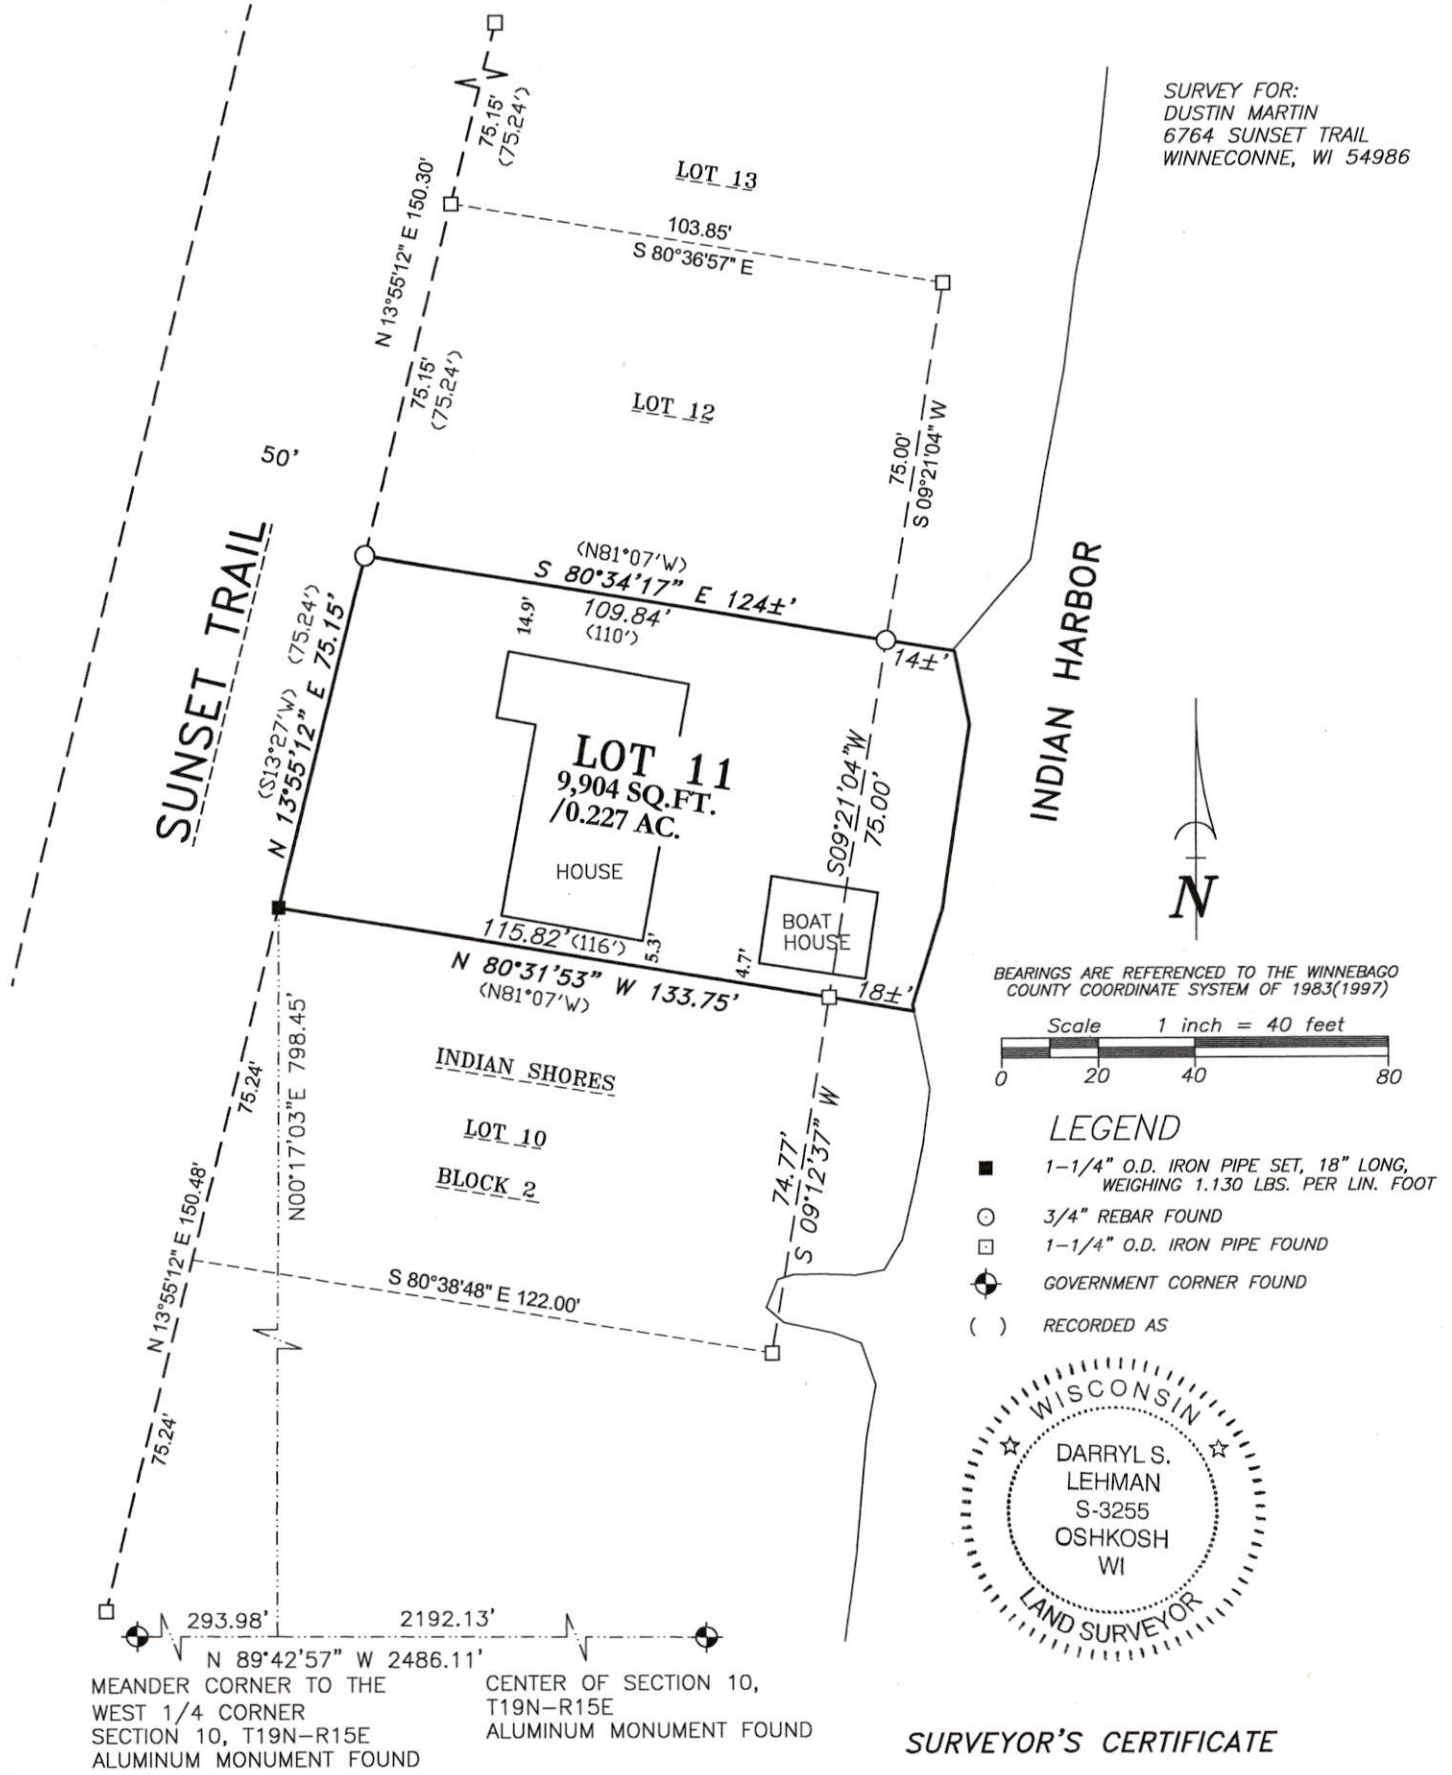 SURVEY FOR:
DUSTIN MARTIN
6764 SUNSET TRAIL
WINNECONNE, WI 54986
75.15'
(75.24')
LOT 13
N 13°55'12" E 150.30'
103.85'
S 80°36'57" E
75.15'
(75.24')
LOT 12
75.00'
S 09°21'04" W
50'
SUNSET TRAIL
INDIAN HARBOR
(N81°07'W)
S 80°34'17" E 124±'
109.84'
(110')
14.9'
14±'
(S13°27'W) (75.24')
N 13°55'12" E 75.15'
LOT 11
9,904 SQ.FT.
/0.227 AC.
HOUSE
S09°21'04"W
75.00'
BOAT
HOUSE
115.82'(116')
5.3'
4.7'
18±'
N 80°31'53" W 133.75'
(N81°07'W)
N
BEARINGS ARE REFERENCED TO THE WINNEBAGO
COUNTY COORDINATE SYSTEM OF 1983(1997)
Scale 1 inch = 40 feet
0 20 40 80
INDIAN SHORES
LOT 10
BLOCK 2
75.24'
N00°17'03"E 798.45'
74.77'
S 09°12'37" W
N 13°55'12" E 150.48'
S 80°38'48" E 122.00'
75.24'
LEGEND
1-1/4" O.D. IRON PIPE SET, 18" LONG,
WEIGHING 1.130 LBS. PER LIN. FOOT
3/4" REBAR FOUND
1-1/4" O.D. IRON PIPE FOUND
GOVERNMENT CORNER FOUND
( ) RECORDED AS
WISCONSIN
DARRYL S.
LEHMAN
S-3255
OSHKOSH
WI
LAND SURVEYOR
293.98' 2192.13'
N 89°42'57" W 2486.11'
MEANDER CORNER TO THE
WEST 1/4 CORNER
SECTION 10, T19N-R15E
ALUMINUM MONUMENT FOUND
CENTER OF SECTION 10,
T19N-R15E
ALUMINUM MONUMENT FOUND
SURVEYOR'S CERTIFICATE